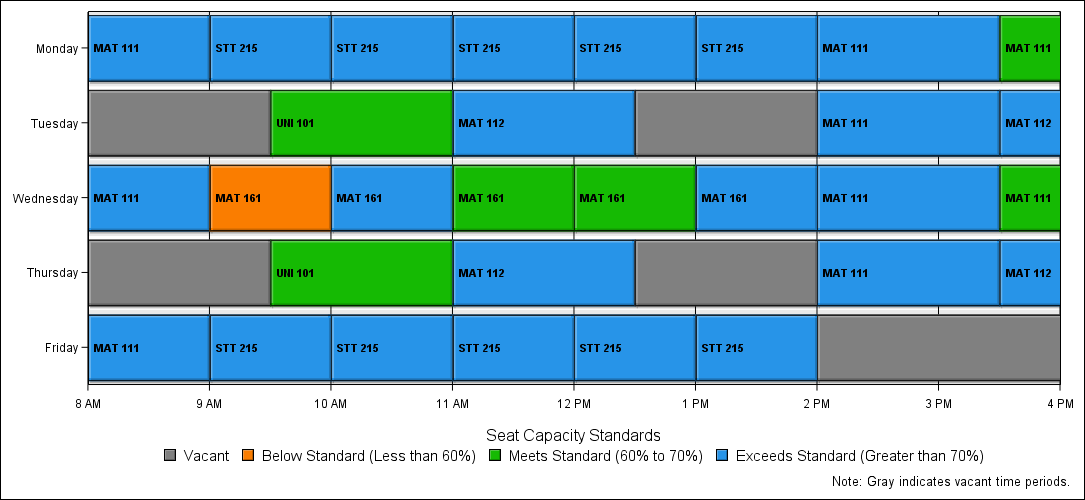 Monday MAT 111 STT 215 STT 215 STT 215 STT 215 STT 215 MAT 111 MAT 111
Tuesday UNI 101 MAT 112 MAT 111 MAT 112
Wednesday MAT 111 MAT 161 MAT 161 MAT 161 MAT 161 MAT 161 MAT 111 MAT 111
Thursday UNI 101 MAT 112 MAT 111 MAT 112
Friday MAT 111 STT 215 STT 215 STT 215 STT 215 STT 215
8 AM 9 AM 10 AM 11 AM 12 PM 1 PM 2 PM 3 PM 4 PM
Seat Capacity Standards
Vacant Below Standard (Less than 60%) Meets Standard (60% to 70%) Exceeds Standard (Greater than 70%)
Note: Gray indicates vacant time periods.